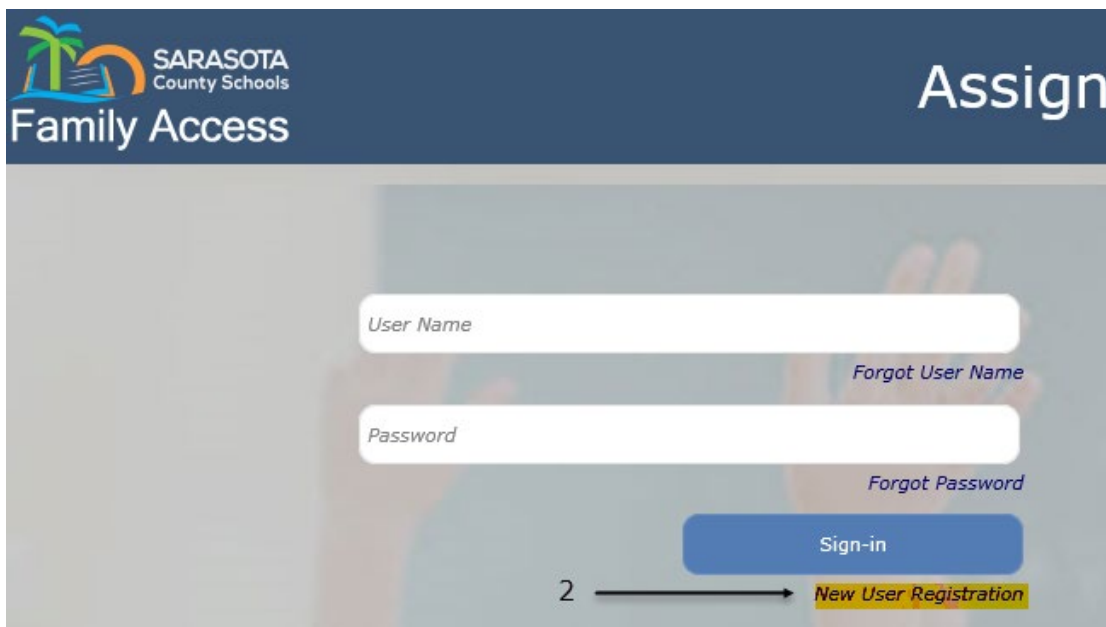 SARASOTA
County Schools
Family Access
Assign
User Name
Forgot User Name
Password
Forgot Password
Sign-in
2
New User Registration